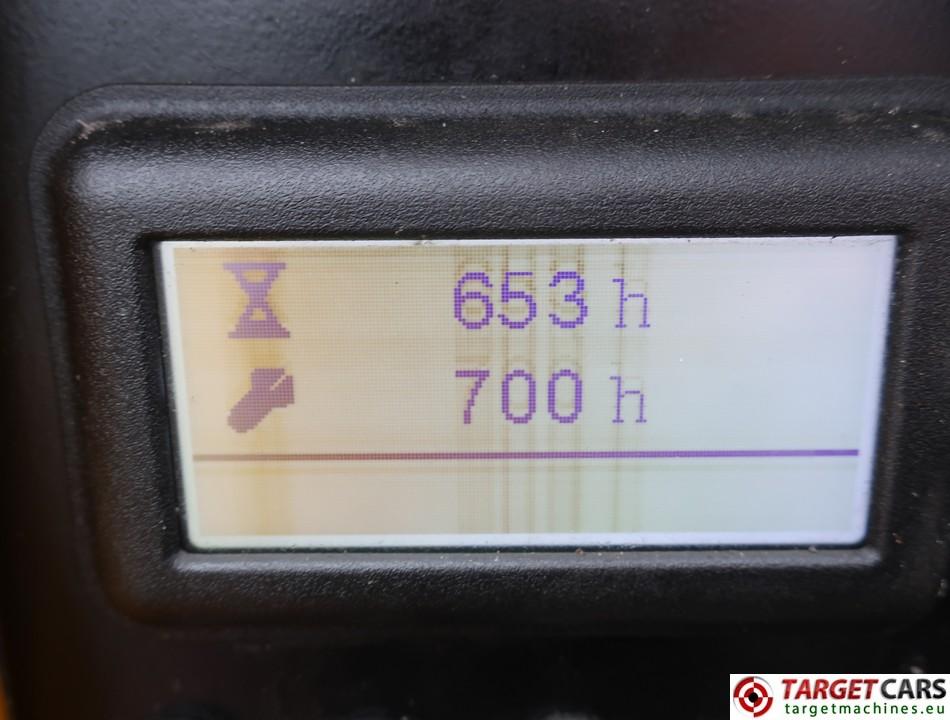 653 h
700 h
TARGET CARS
targetmachines.eu